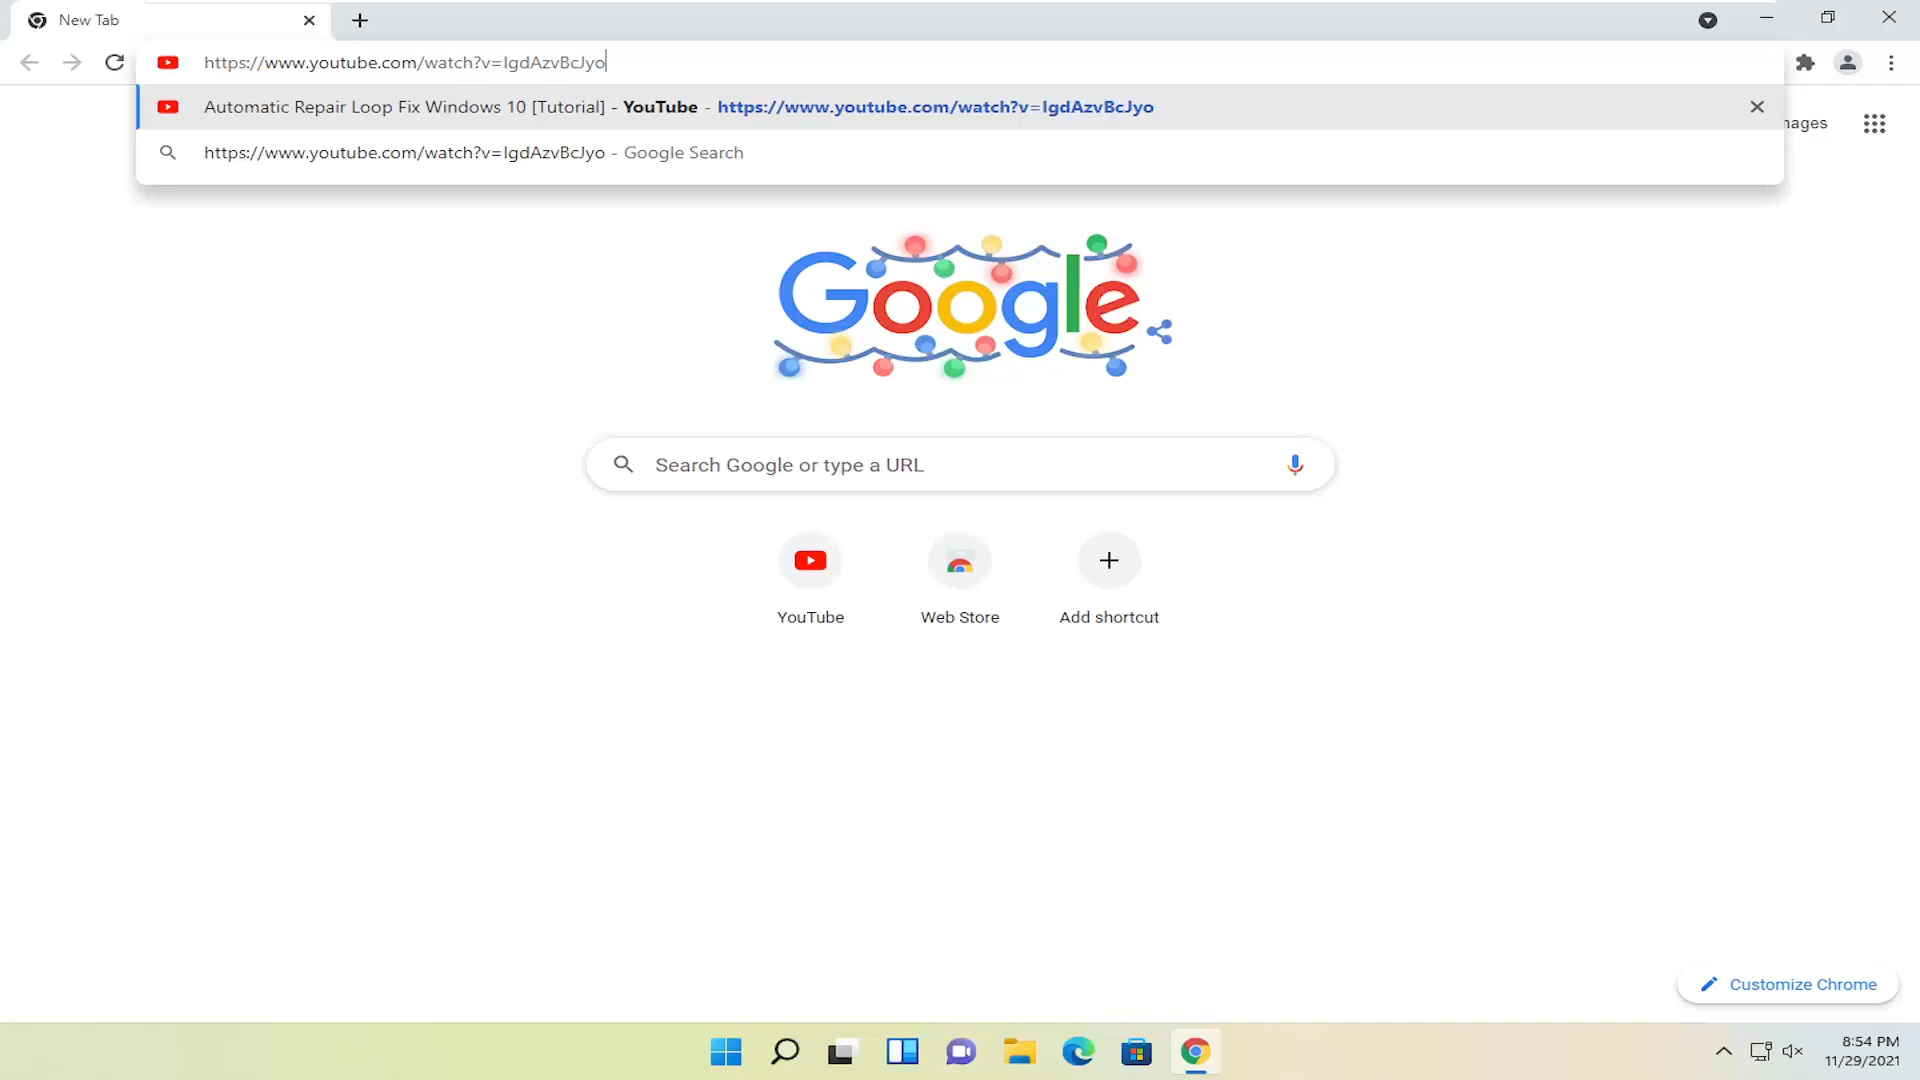 New Tab
https://www.youtube.com/watch?v=IgdAzvBcJyo
Automatic Repair Loop Fix Windows 10 [Tutorial] - YouTube - https://www.youtube.com/watch?v=IgdAzvBcJyo
https://www.youtube.com/watch?v=IgdAzvBcJyo - Google Search
mages
Google
Search Google or type a URL
YouTube
Web Store
Add shortcut
Customize Chrome
8:54 PM
11/29/2021